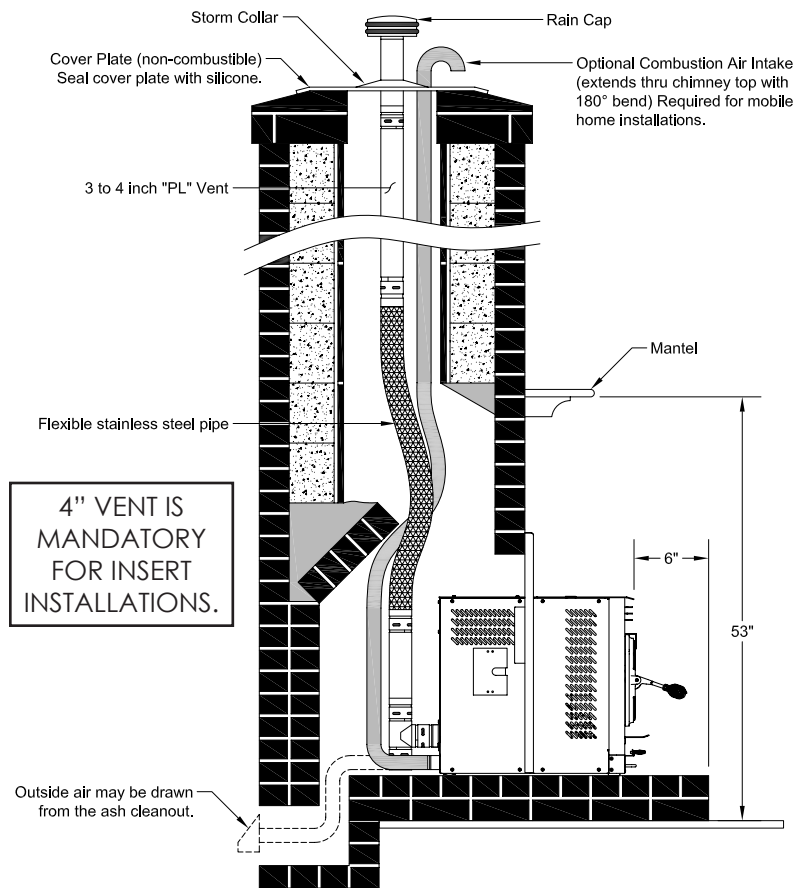 Storm Collar
Rain Cap
Cover Plate (non-combustible)
Seal cover plate with silicone.
Optional Combustion Air Intake
(extends thru chimney top with
180° bend) Required for mobile
home installations.
3 to 4 inch "PL" Vent
Mantel
Flexible stainless steel pipe
4” VENT IS
MANDATORY
FOR INSERT
INSTALLATIONS.
6"
53"
Outside air may be drawn
from the ash cleanout.